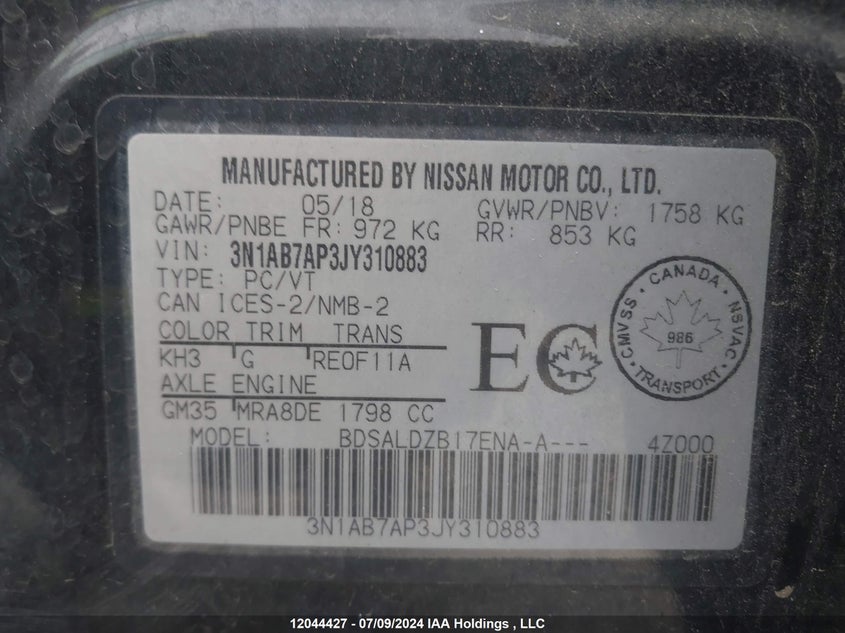 MANUFACTURED BY NISSAN MOTOR CO., LTD.
DATE: 05/18 GVWR/PNBV: 1758 KG
GAWR/PNBE FR: 972 KG RR: 853 KG
VIN: 3N1AB7AP3JY310883
TYPE: PC/VT
CAN ICES-2/NMB-2
COLOR TRIM TRANS
KH3 G RE0F11A
AXLE ENGINE
GM35 MRA8DE 1798 CC
EC
CANADA
CMVSS NSVAC
986
TRANSPORT
MODEL: BDSALDZB17ENA-A--- 4Z000
3N1AB7AP3JY310883
12044427 - 07/09/2024 IAA Holdings , LLC